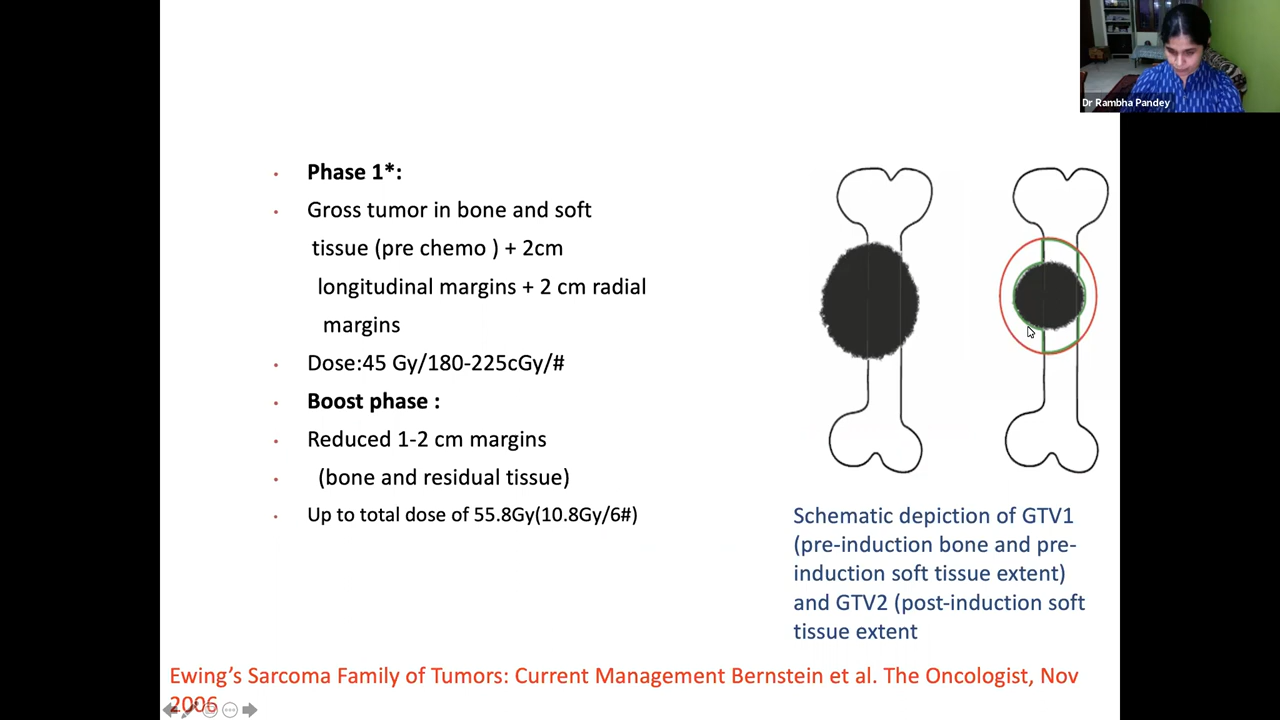 Dr Rambha Pandey
Phase 1*:
Gross tumor in bone and soft
tissue (pre chemo ) + 2cm
longitudinal margins + 2 cm radial
margins
Dose:45 Gy/180-225cGy/#
Boost phase :
Reduced 1-2 cm margins
(bone and residual tissue)
Up to total dose of 55.8Gy(10.8Gy/6#)
Schematic depiction of GTV1
(pre-induction bone and pre-
induction soft tissue extent)
and GTV2 (post-induction soft
tissue extent
Ewing’s Sarcoma Family of Tumors: Current Management Bernstein et al. The Oncologist, Nov
2006